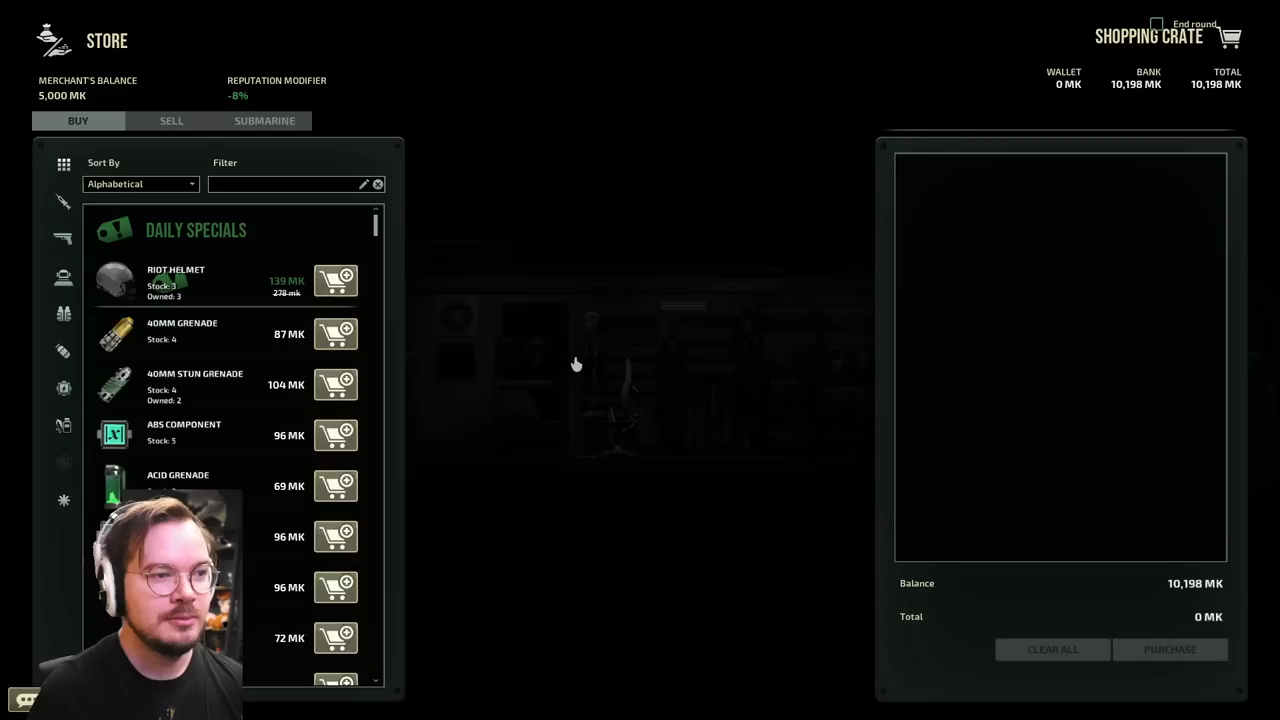 STORE
End round
SHOPPING CRATE
MERCHANT'S BALANCE
5,000 MK
REPUTATION MODIFIER
-8%
WALLET
0 MK
BANK
10,198 MK
TOTAL
10,198 MK
BUY
SELL
SUBMARINE
Sort By
Filter
Alphabetical
DAILY SPECIALS
RIOT HELMET
Stock: 3
Owned: 3
139 MK
278 mk
40MM GRENADE
Stock: 4
87 MK
40MM STUN GRENADE
Stock: 4
Owned: 2
104 MK
ABS COMPONENT
Stock: 5
96 MK
ACID GRENADE
69 MK
96 MK
96 MK
72 MK
Balance
10,198 MK
Total
0 MK
CLEAR ALL
PURCHASE